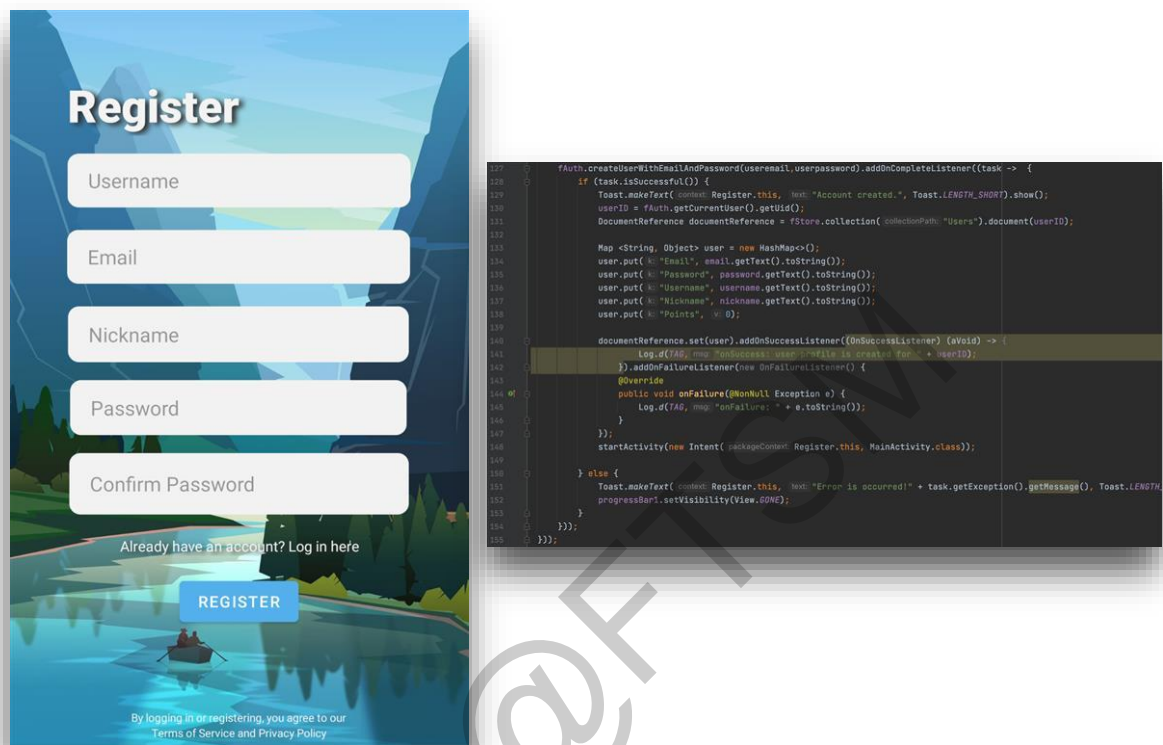 Register
Username
Email
Nickname
Password
Confirm Password
Already have an account? Log in here
REGISTER
By logging in or registering, you agree to our
Terms of Service and Privacy Policy
127 fAuth.createUserWithEmailAndPassword(useremail,userpassword).addOnCompleteListener((task -> {
128 if (task.isSuccessful()) {
129 Toast.makeText( context: Register.this, text: "Account created.", Toast.LENGTH_SHORT).show();
130 userID = fAuth.getCurrentUser().getUid();
131 DocumentReference documentReference = fStore.collection( collectionPath: "Users").document(userID);
132
133 Map <String, Object> user = new HashMap<>();
134 user.put( k: "Email", email.getText().toString());
135 user.put( k: "Password", password.getText().toString());
136 user.put( k: "Username", username.getText().toString());
137 user.put( k: "Nickname", nickname.getText().toString());
138 user.put( k: "Points", v: 0);
139
140 documentReference.set(user).addOnSuccessListener((OnSuccessListener) (aVoid) -> {
141 Log.d(TAG, msg: "onSuccess: user profile is created for " + userID);
142 }).addOnFailureListener(new OnFailureListener() {
143 @Override
144 public void onFailure(@NonNull Exception e) {
145 Log.d(TAG, msg: "onFailure: " + e.toString());
146 }
147 });
148 startActivity(new Intent( packageContext: Register.this, MainActivity.class));
149
150 } else {
151 Toast.makeText( context: Register.this, text: "Error is occurred!" + task.getException().getMessage(), Toast.LENGTH_
152 progressBar1.setVisibility(View.GONE);
153 }
154 }));
155 }));
@FTSM